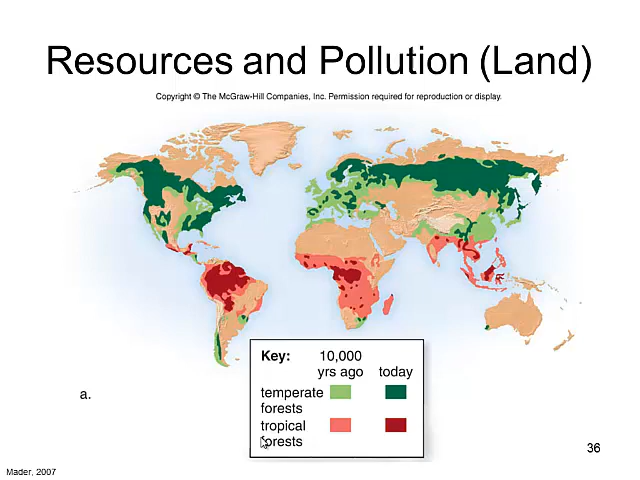 Resources and Pollution (Land)
Copyright © The McGraw-Hill Companies, Inc. Permission required for reproduction or display.
Key: 10,000
yrs ago today
temperate
forests
tropical
forests
a.
36
Mader, 2007